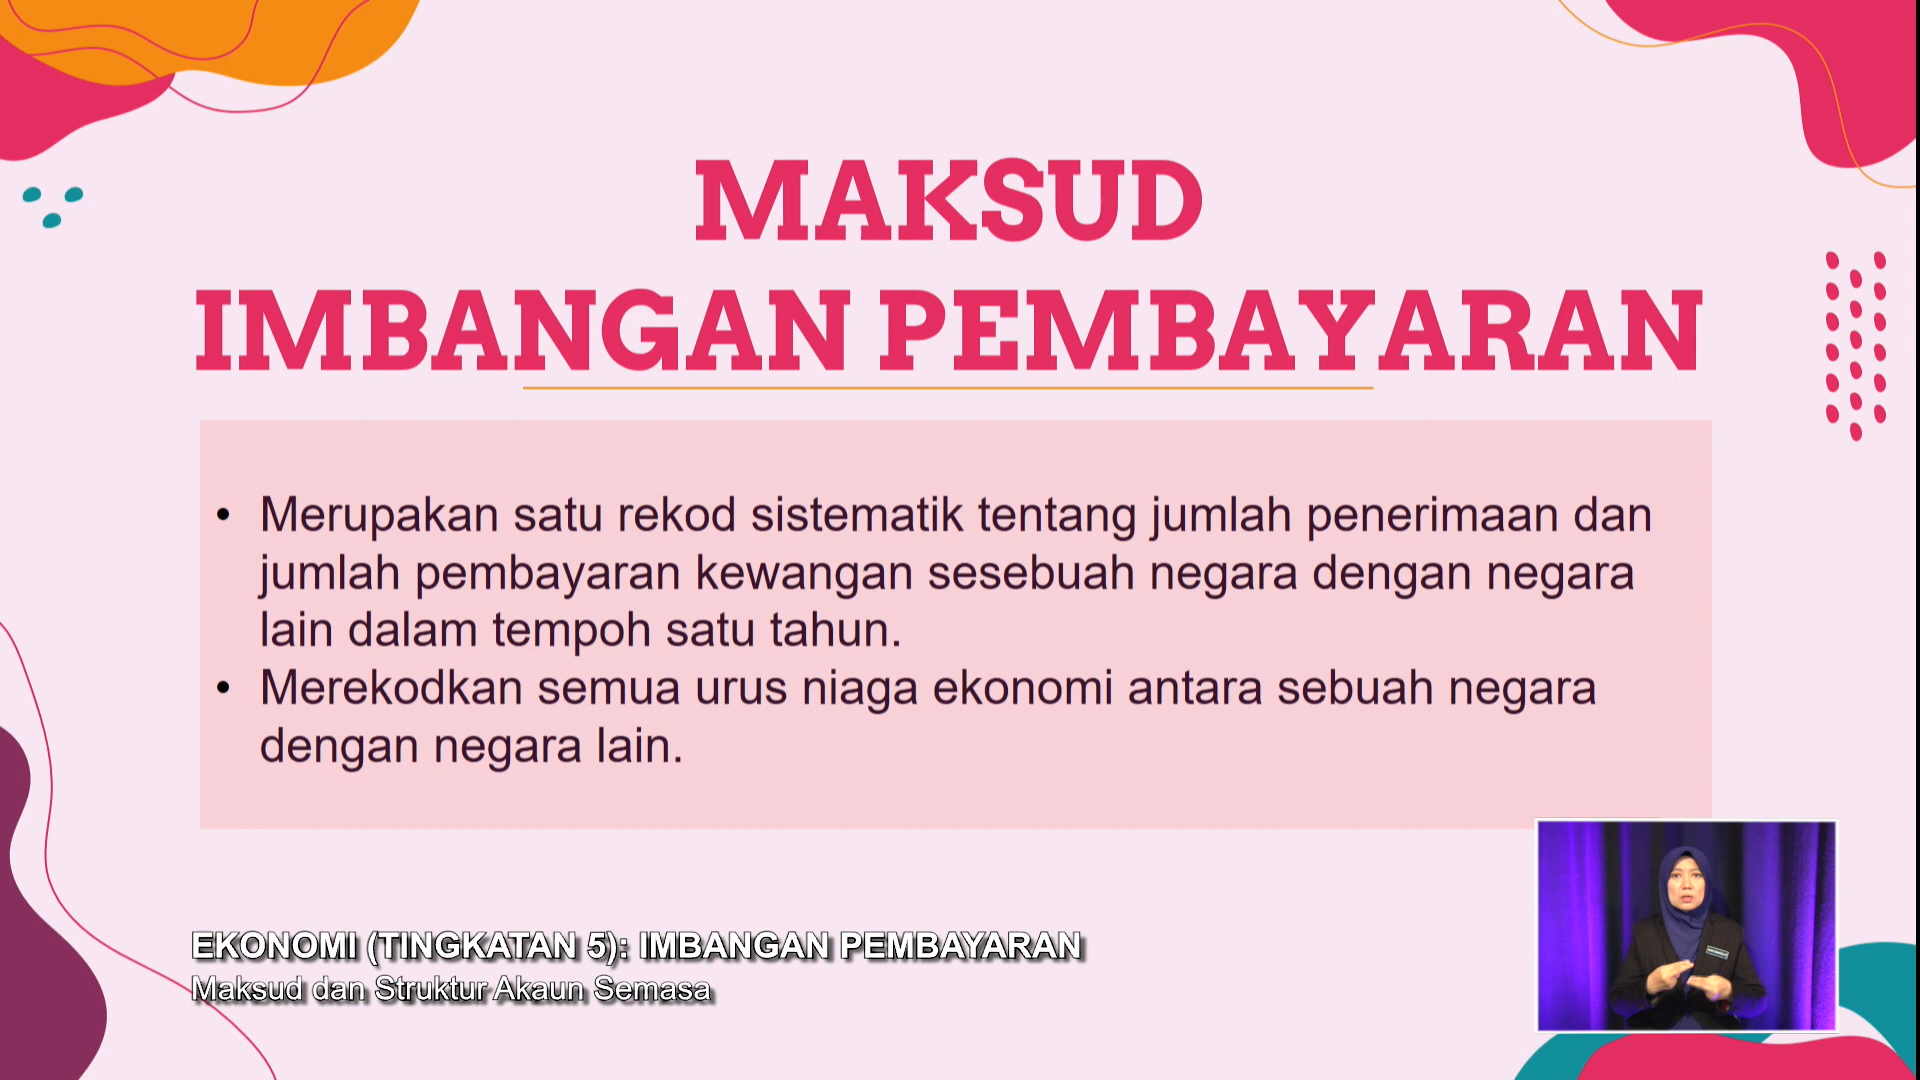 MAKSUD
IMBANGAN PEMBAYARAN
• Merupakan satu rekod sistematik tentang jumlah penerimaan dan
jumlah pembayaran kewangan sesebuah negara dengan negara
lain dalam tempoh satu tahun.
• Merekodkan semua urus niaga ekonomi antara sebuah negara
dengan negara lain.
EKONOMI (TINGKATAN 5): IMBANGAN PEMBAYARAN
Maksud dan Struktur Akaun Semasa